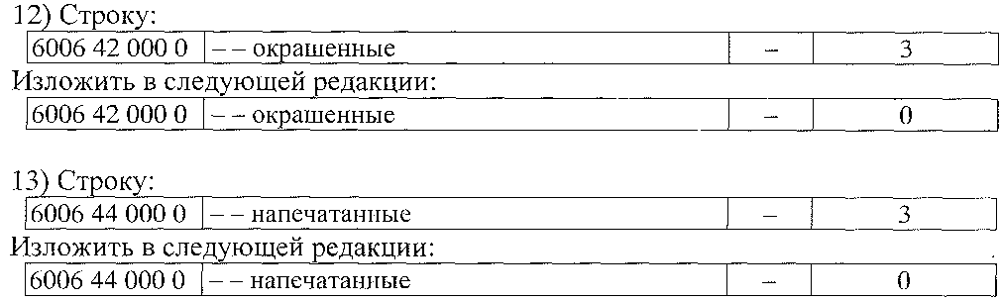 12) Строку:
6006 42 000 0 – – окрашенные – 3
Изложить в следующей редакции:
6006 42 000 0 – – окрашенные – 0
13) Строку:
6006 44 000 0 – – напечатанные – 3
Изложить в следующей редакции:
6006 44 000 0 – – напечатанные – 0